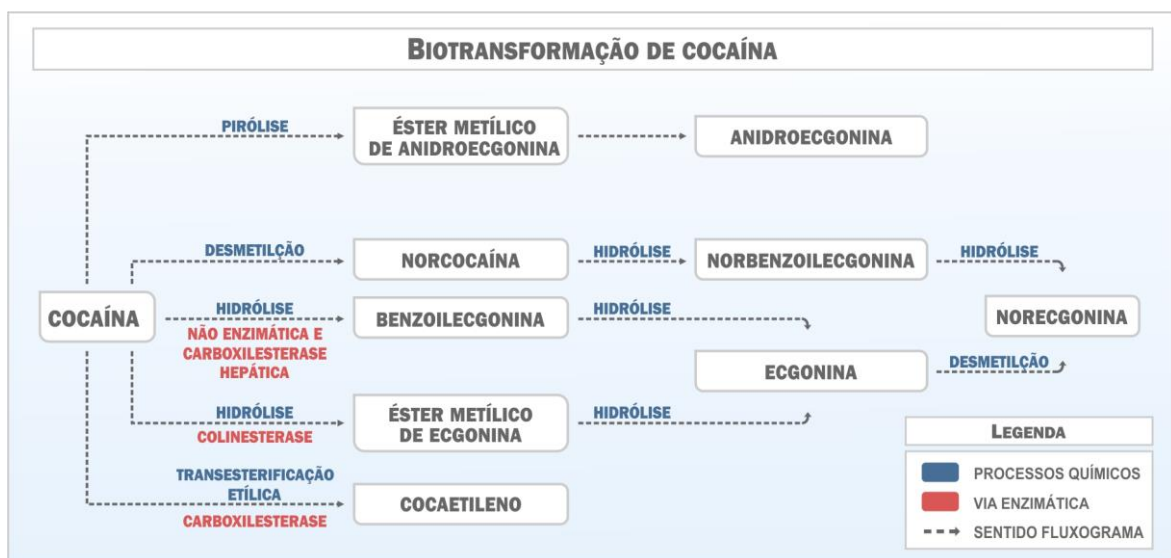 BIOTRANSFORMAÇÃO DE COCAÍNA
PIRÓLISE
ÉSTER METÍLICO
DE ANIDROECGONINA
ANIDROECGONINA
DESMETILÇÃO
NORCOCAÍNA
HIDRÓLISE
NORBENZOILECGONINA
HIDRÓLISE
COCAÍNA
HIDRÓLISE
NÃO ENZIMÁTICA E
CARBOXILESTERASE
HEPÁTICA
BENZOILECGONINA
HIDRÓLISE
NORECGONINA
ECGONINA
DESMETILÇÃO
HIDRÓLISE
COLINESTERASE
ÉSTER METÍLICO
DE ECGONINA
HIDRÓLISE
TRANSESTERIFICAÇÃO
ETÍLICA
CARBOXILESTERASE
COCAETILENO
LEGENDA
PROCESSOS QUÍMICOS
VIA ENZIMÁTICA
SENTIDO FLUXOGRAMA